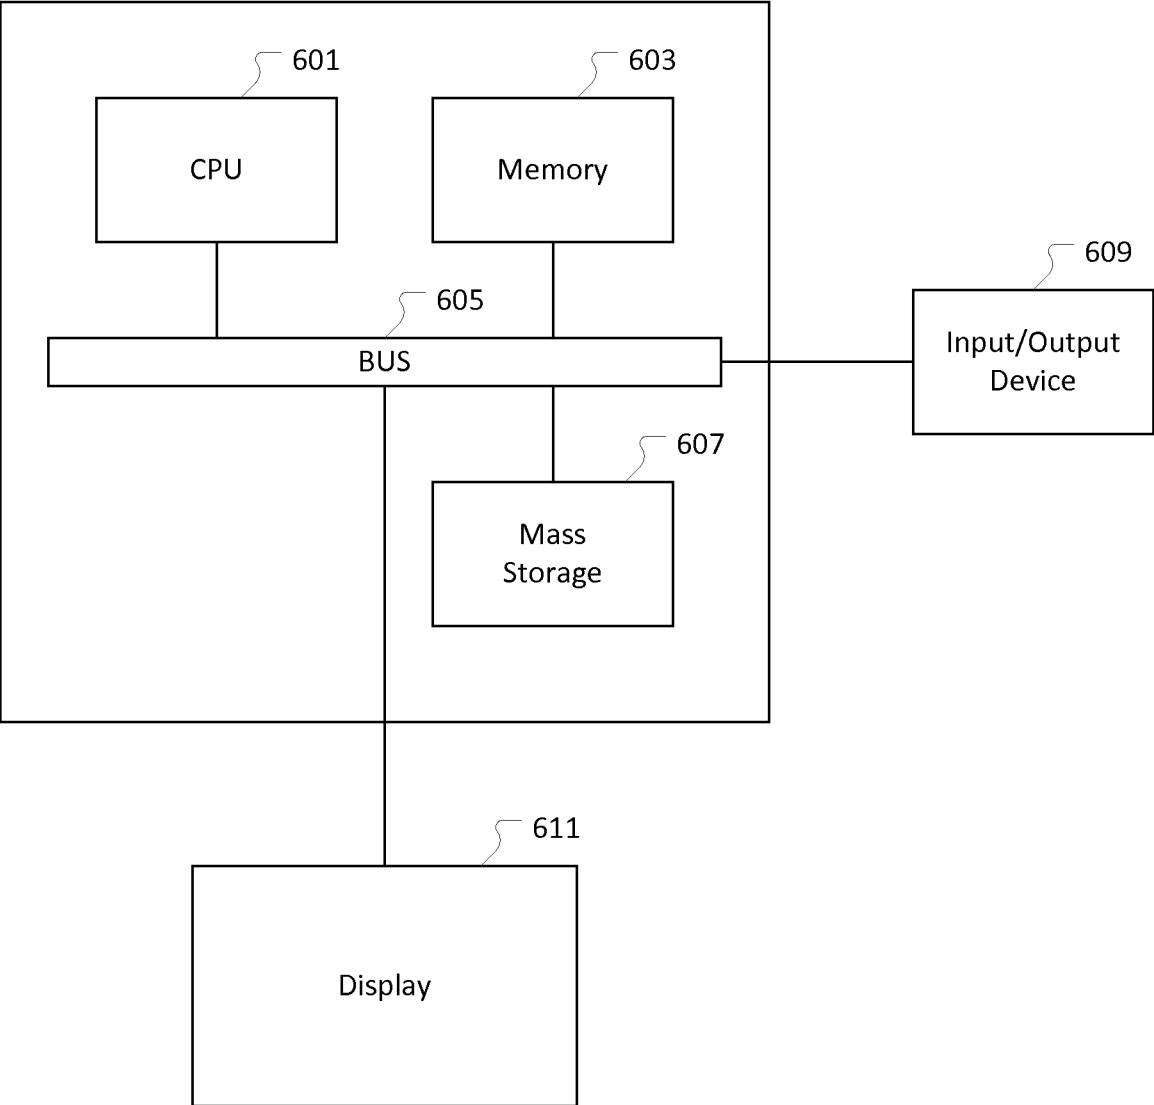 601
603
CPU
Memory
609
605
Input/Output
Device
BUS
607
Mass
Storage
611
Display